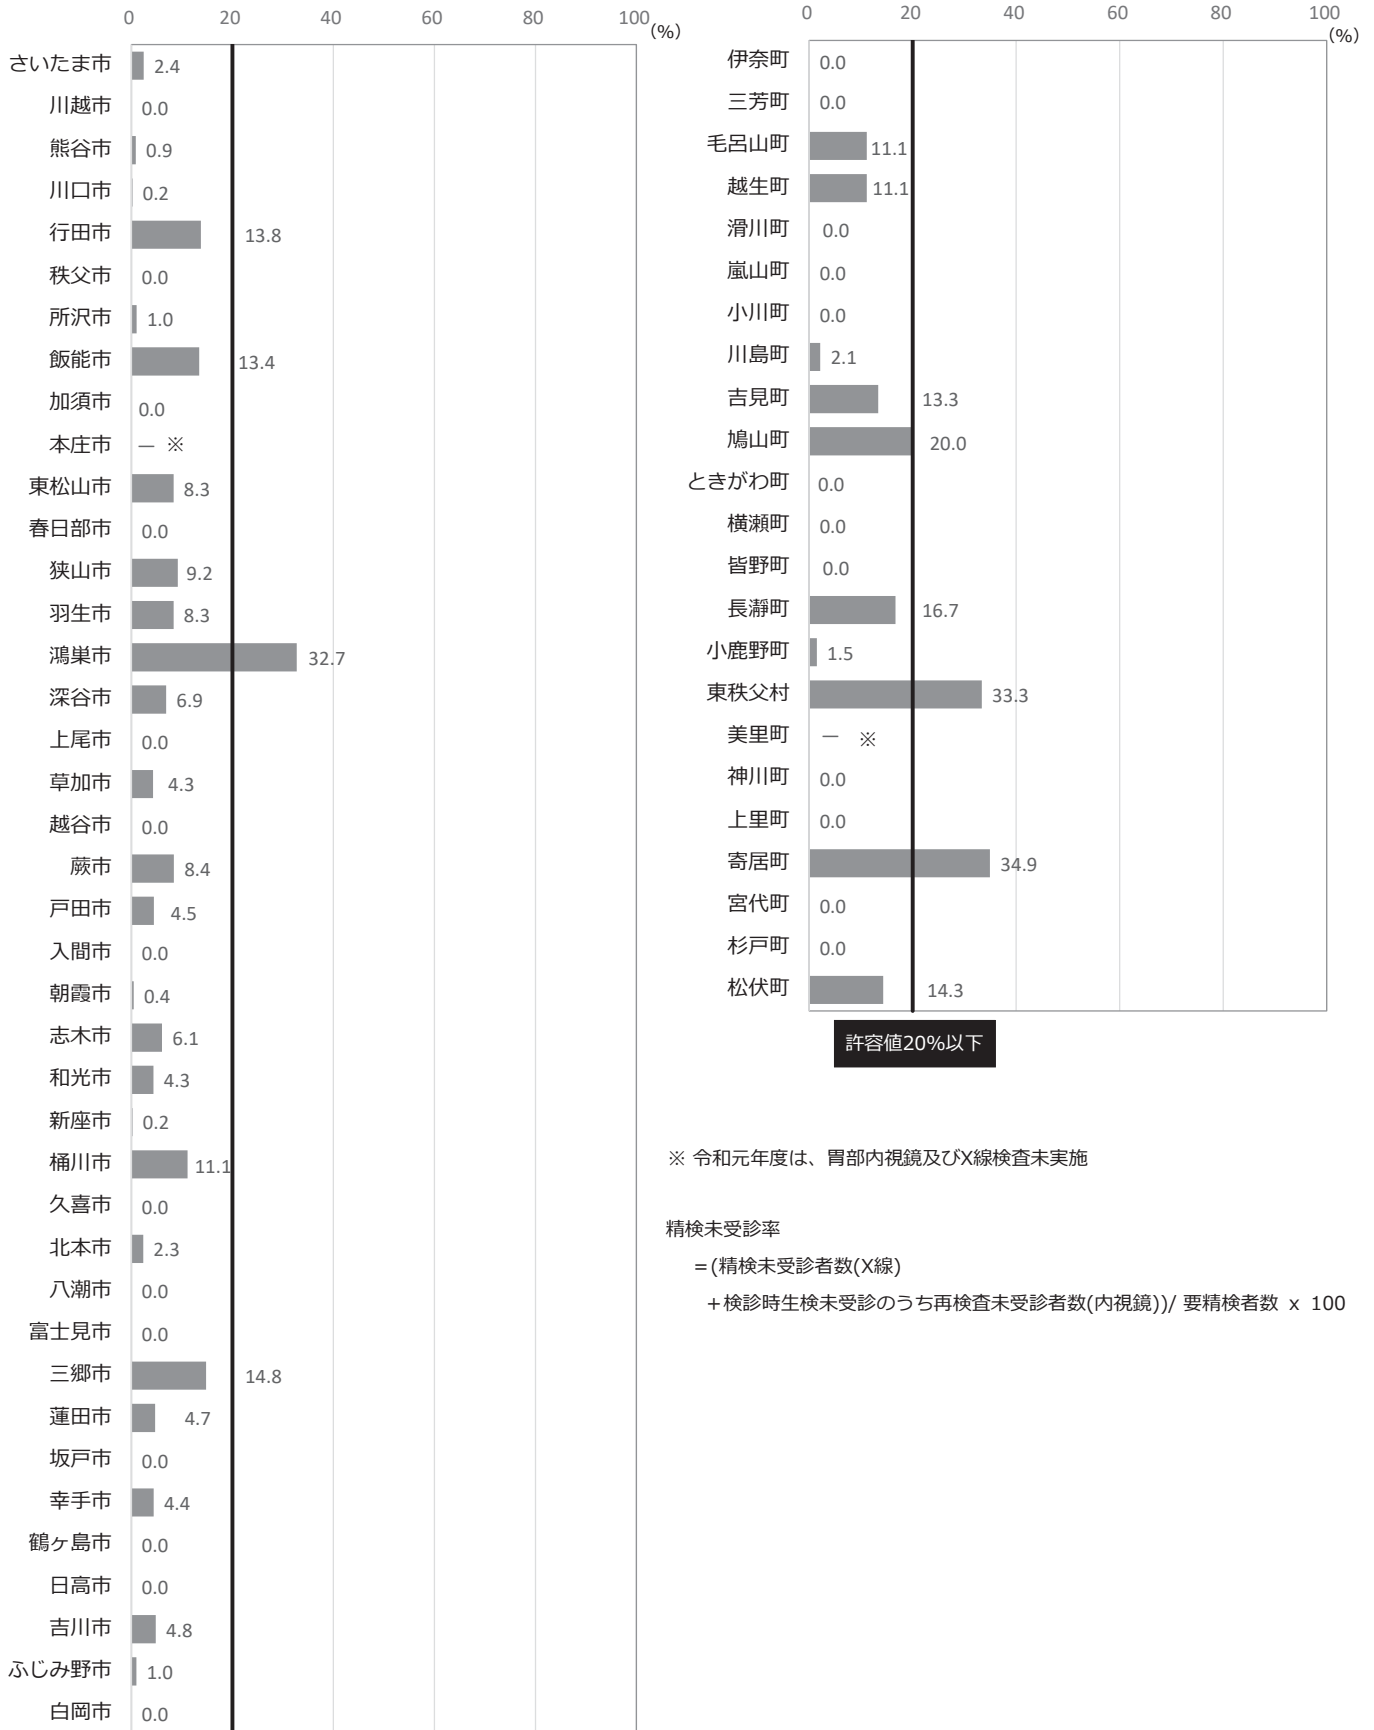 0 20 40 60 80 100
(%)
さいたま市 2.4
川越市 0.0
熊谷市 0.9
川口市 0.2
行田市 13.8
秩父市 0.0
所沢市 1.0
飯能市 13.4
加須市 0.0
本庄市 － ※
東松山市 8.3
春日部市 0.0
狭山市 9.2
羽生市 8.3
鴻巣市 32.7
深谷市 6.9
上尾市 0.0
草加市 4.3
越谷市 0.0
蕨市 8.4
戸田市 4.5
入間市 0.0
朝霞市 0.4
志木市 6.1
和光市 4.3
新座市 0.2
桶川市 11.1
久喜市 0.0
北本市 2.3
八潮市 0.0
富士見市 0.0
三郷市 14.8
蓮田市 4.7
坂戸市 0.0
幸手市 4.4
鶴ヶ島市 0.0
日高市 0.0
吉川市 4.8
ふじみ野市 1.0
白岡市 0.0
0 20 40 60 80 100
(%)
伊奈町 0.0
三芳町 0.0
毛呂山町 11.1
越生町 11.1
滑川町 0.0
嵐山町 0.0
小川町 0.0
川島町 2.1
吉見町 13.3
鳩山町 20.0
ときがわ町 0.0
横瀬町 0.0
皆野町 0.0
長瀞町 16.7
小鹿野町 1.5
東秩父村 33.3
美里町 － ※
神川町 0.0
上里町 0.0
寄居町 34.9
宮代町 0.0
杉戸町 0.0
松伏町 14.3
許容値20%以下
※ 令和元年度は、胃部内視鏡及びX線検査未実施
精検未受診率
＝(精検未受診者数(X線)
＋検診時生検未受診のうち再検査未受診者数(内視鏡))/ 要精検者数 x 100